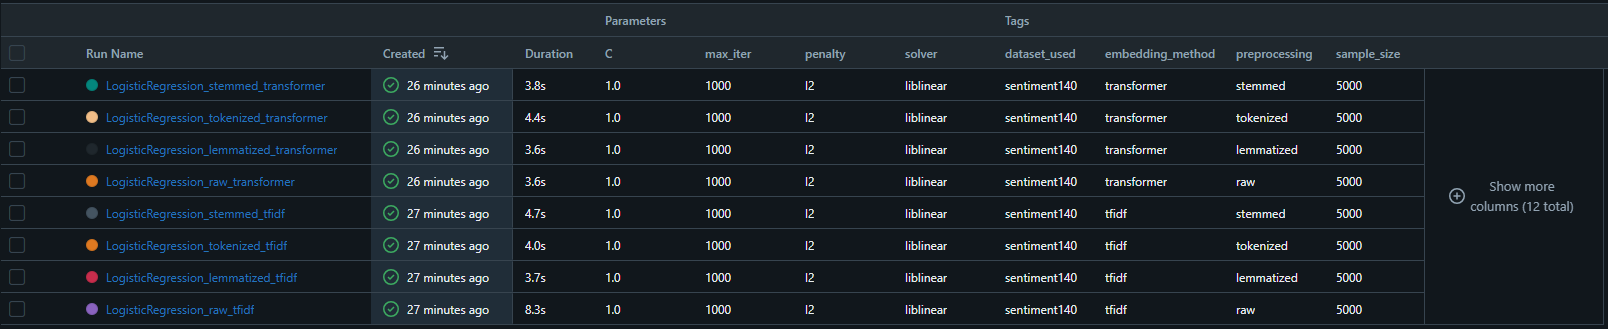 Parameters Tags
Run Name Created Duration C max_iter penalty solver dataset_used embedding_method preprocessing sample_size
LogisticRegression_stemmed_transformer 26 minutes ago 3.8s 1.0 1000 l2 liblinear sentiment140 transformer stemmed 5000
LogisticRegression_tokenized_transformer 26 minutes ago 4.4s 1.0 1000 l2 liblinear sentiment140 transformer tokenized 5000
LogisticRegression_lemmatized_transformer 26 minutes ago 3.6s 1.0 1000 l2 liblinear sentiment140 transformer lemmatized 5000
LogisticRegression_raw_transformer 26 minutes ago 3.6s 1.0 1000 l2 liblinear sentiment140 transformer raw 5000
LogisticRegression_stemmed_tfidf 27 minutes ago 4.7s 1.0 1000 l2 liblinear sentiment140 tfidf stemmed 5000
LogisticRegression_tokenized_tfidf 27 minutes ago 4.0s 1.0 1000 l2 liblinear sentiment140 tfidf tokenized 5000
LogisticRegression_lemmatized_tfidf 27 minutes ago 3.7s 1.0 1000 l2 liblinear sentiment140 tfidf lemmatized 5000
LogisticRegression_raw_tfidf 27 minutes ago 8.3s 1.0 1000 l2 liblinear sentiment140 tfidf raw 5000
Show more
columns (12 total)